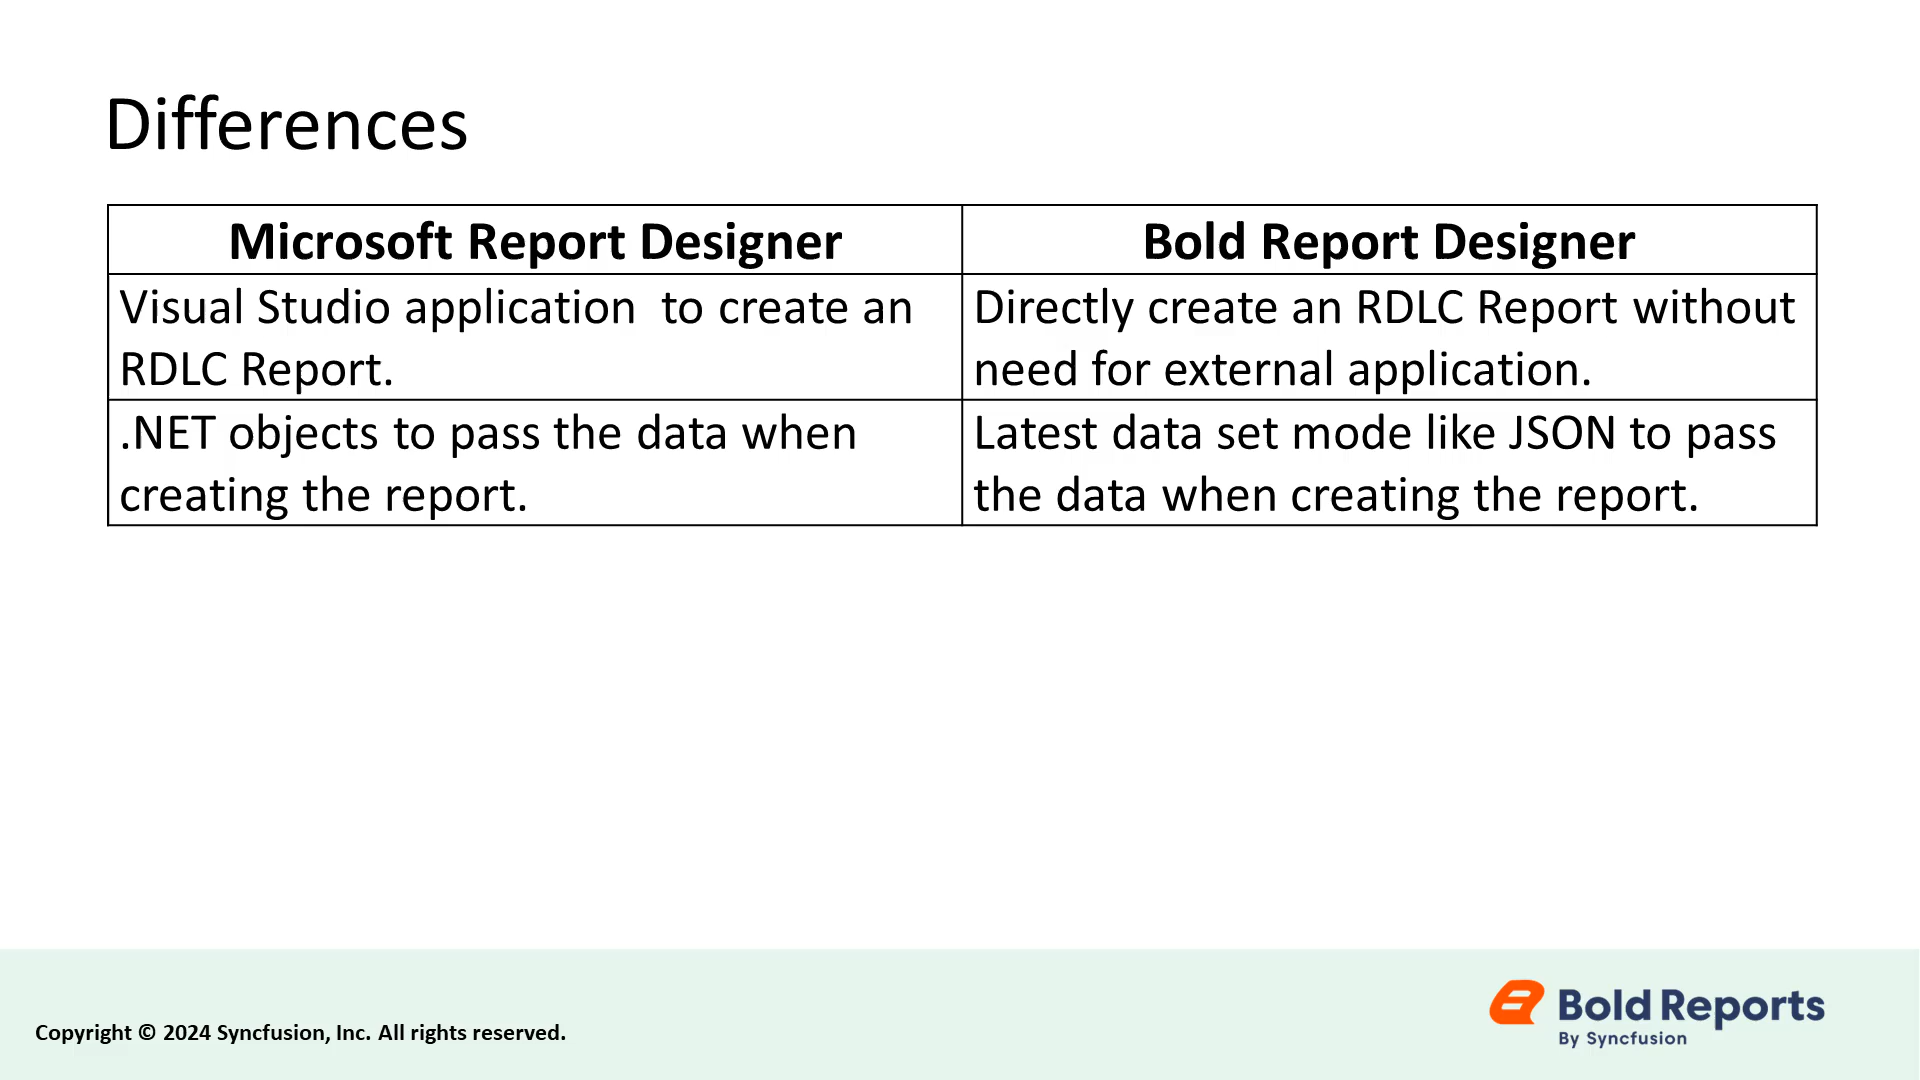 Differences
Microsoft Report Designer
Bold Report Designer
Visual Studio application  to create an
RDLC Report.
Directly create an RDLC Report without
need for external application.
.NET objects to pass the data when
creating the report.
Latest data set mode like JSON to pass
the data when creating the report.
Copyright © 2024 Syncfusion, Inc. All rights reserved.
Bold Reports
By Syncfusion